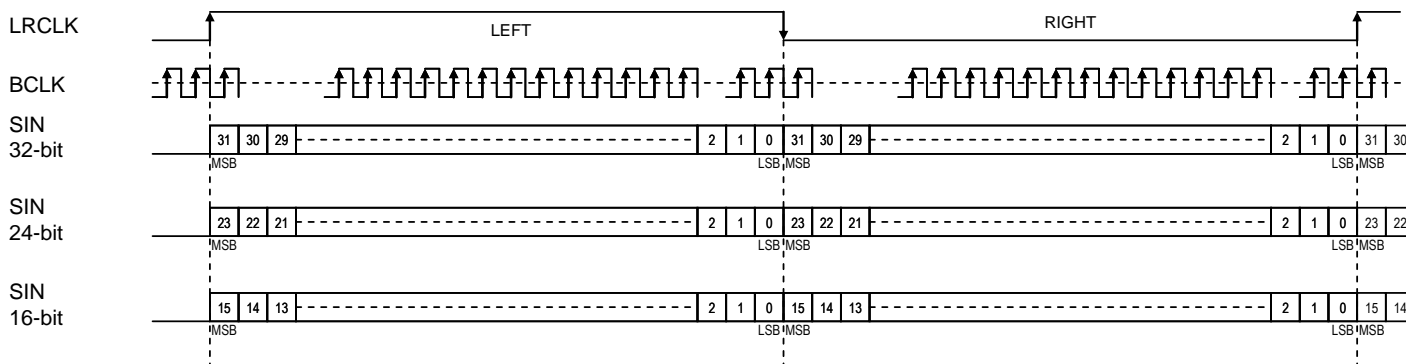 LRCLK
LEFT
RIGHT
BCLK
SIN
32-bit
31 30 29 2 1 0 31 30 29 2 1 0 31 30
MSB LSB MSB LSB MSB
SIN
24-bit
23 22 21 2 1 0 23 22 21 2 1 0 23 22
MSB LSB MSB LSB MSB
SIN
16-bit
15 14 13 2 1 0 15 14 13 2 1 0 15 14
MSB LSB MSB LSB MSB